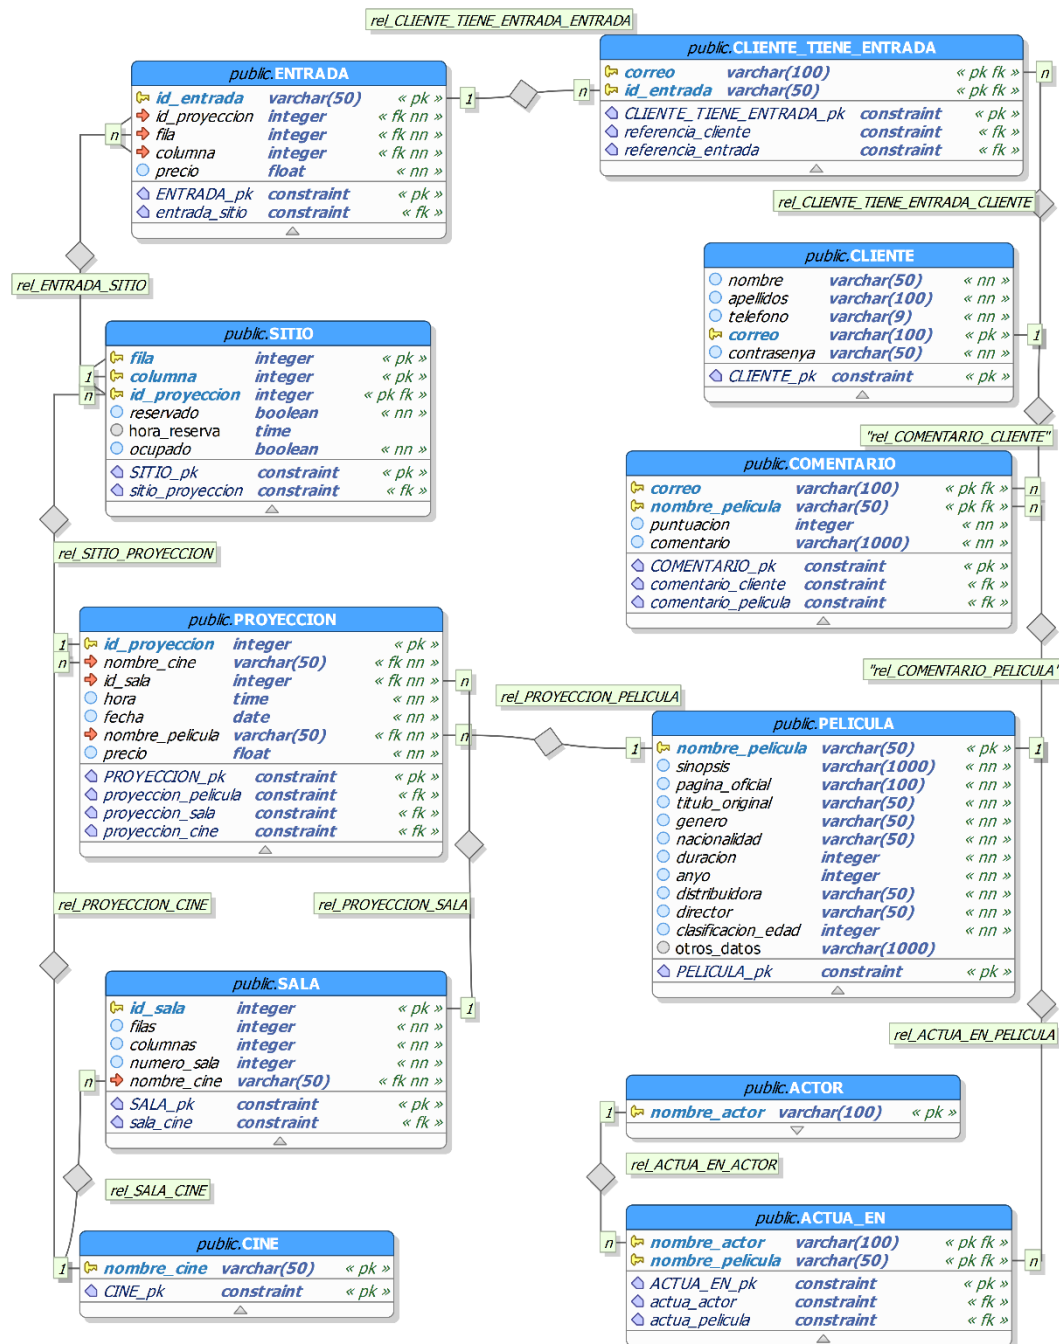 rel_CLIENTE_TIENE_ENTRADA_ENTRADA
public.ENTRADA
id_entrada varchar(50) « pk »
id_proyeccion integer « fk nn »
fila integer « fk nn »
columna integer « fk nn »
precio float « nn »
ENTRADA_pk constraint « pk »
entrada_sitio constraint « fk »
1
n
n
public.CLIENTE_TIENE_ENTRADA
correo varchar(100) « pk fk »
id_entrada varchar(50) « pk fk »
CLIENTE_TIENE_ENTRADA_pk constraint « pk »
referencia_cliente constraint « fk »
referencia_entrada constraint « fk »
n
rel_CLIENTE_TIENE_ENTRADA_CLIENTE
rel_ENTRADA_SITIO
public.CLIENTE
nombre varchar(50) « nn »
apellidos varchar(100) « nn »
telefono varchar(9) « nn »
correo varchar(100) « pk »
contrasenya varchar(50) « nn »
CLIENTE_pk constraint « pk »
1
public.SITIO
fila integer « pk »
columna integer « pk »
id_proyeccion integer « pk fk »
reservado boolean « nn »
hora_reserva time
ocupado boolean « nn »
SITIO_pk constraint « pk »
sitio_proyeccion constraint « fk »
1
n
"rel_COMENTARIO_CLIENTE"
public.COMENTARIO
correo varchar(100) « pk fk »
nombre_pelicula varchar(50) « pk fk »
puntuacion integer « nn »
comentario varchar(1000) « nn »
COMENTARIO_pk constraint « pk »
comentario_cliente constraint « fk »
comentario_pelicula constraint « fk »
n
n
rel_SITIO_PROYECCION
public.PROYECCION
id_proyeccion integer « pk »
nombre_cine varchar(50) « fk nn »
id_sala integer « fk nn »
hora time « nn »
fecha date « nn »
nombre_pelicula varchar(50) « fk nn »
precio float « nn »
PROYECCION_pk constraint « pk »
proyeccion_pelicula constraint « fk »
proyeccion_sala constraint « fk »
proyeccion_cine constraint « fk »
1
n
n
n
"rel_COMENTARIO_PELICULA"
rel_PROYECCION_PELICULA
public.PELICULA
nombre_pelicula varchar(50) « pk »
sinopsis varchar(1000) « nn »
pagina_oficial varchar(100) « nn »
titulo_original varchar(50) « nn »
genero varchar(50) « nn »
nacionalidad varchar(50) « nn »
duracion integer « nn »
anyo integer « nn »
distribuidora varchar(50) « nn »
director varchar(50) « nn »
clasificacion_edad integer « nn »
otros_datos varchar(1000)
PELICULA_pk constraint « pk »
1
1
rel_PROYECCION_CINE
rel_PROYECCION_SALA
public.SALA
id_sala integer « pk »
filas integer « nn »
columnas integer « nn »
numero_sala integer « nn »
nombre_cine varchar(50) « fk nn »
SALA_pk constraint « pk »
sala_cine constraint « fk »
1
n
rel_ACTUA_EN_PELICULA
public.ACTOR
nombre_actor varchar(100) « pk »
1
rel_ACTUA_EN_ACTOR
rel_SALA_CINE
public.CINE
nombre_cine varchar(50) « pk »
CINE_pk constraint « pk »
1
public.ACTUA_EN
nombre_actor varchar(100) « pk fk »
nombre_pelicula varchar(50) « pk fk »
ACTUA_EN_pk constraint « pk »
actua_actor constraint « fk »
actua_pelicula constraint « fk »
n
n